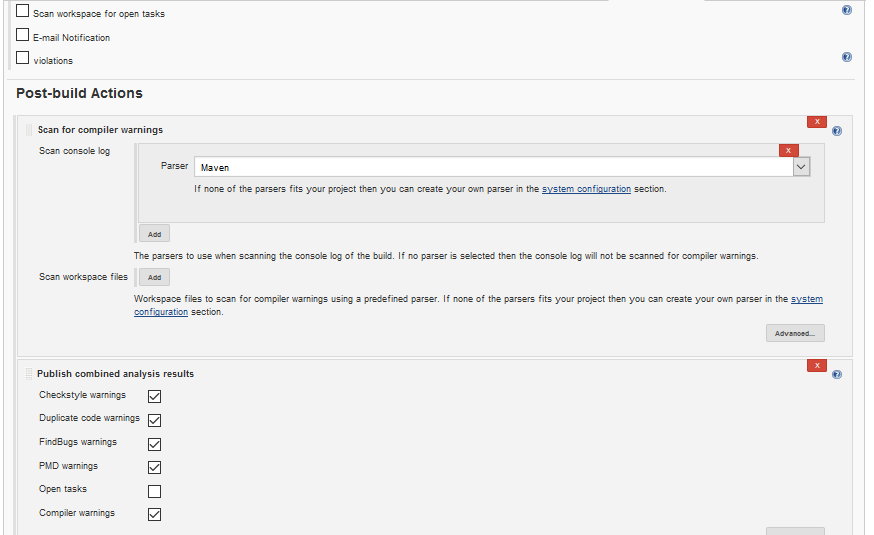 Scan workspace for open tasks
E-mail Notification
violations
Post-build Actions
X
Scan for compiler warnings
Scan console log
X
Parser Maven
If none of the parsers fits your project then you can create your own parser in the system configuration section.
Add
The parsers to use when scanning the console log of the build. If no parser is selected then the console log will not be scanned for compiler warnings.
Scan workspace files Add
Workspace files to scan for compiler warnings using a predefined parser. If none of the parsers fits your project then you can create your own parser in the system
configuration section.
Advanced...
X
Publish combined analysis results
Checkstyle warnings
Duplicate code warnings
FindBugs warnings
PMD warnings
Open tasks
Compiler warnings